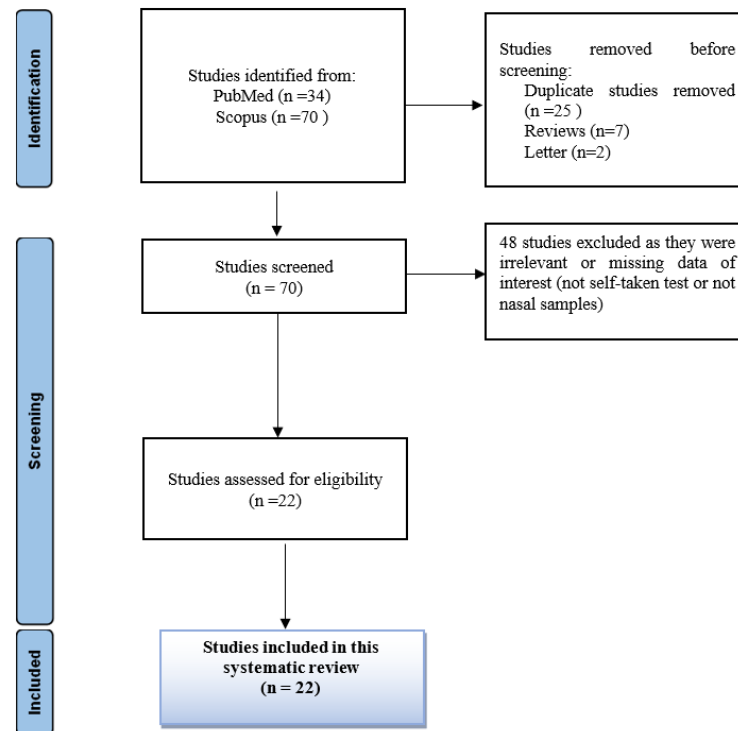 Identification
Studies identified from:
PubMed (n =34)
Scopus (n =70 )
Studies removed before
screening:
Duplicate studies removed
(n =25 )
Reviews (n=7)
Letter (n=2)
Screening
Studies screened
(n = 70)
48 studies excluded as they were
irrelevant or missing data of
interest (not self-taken test or not
nasal samples)
Studies assessed for eligibility
(n =22)
Included
Studies included in this
systematic review
(n = 22)